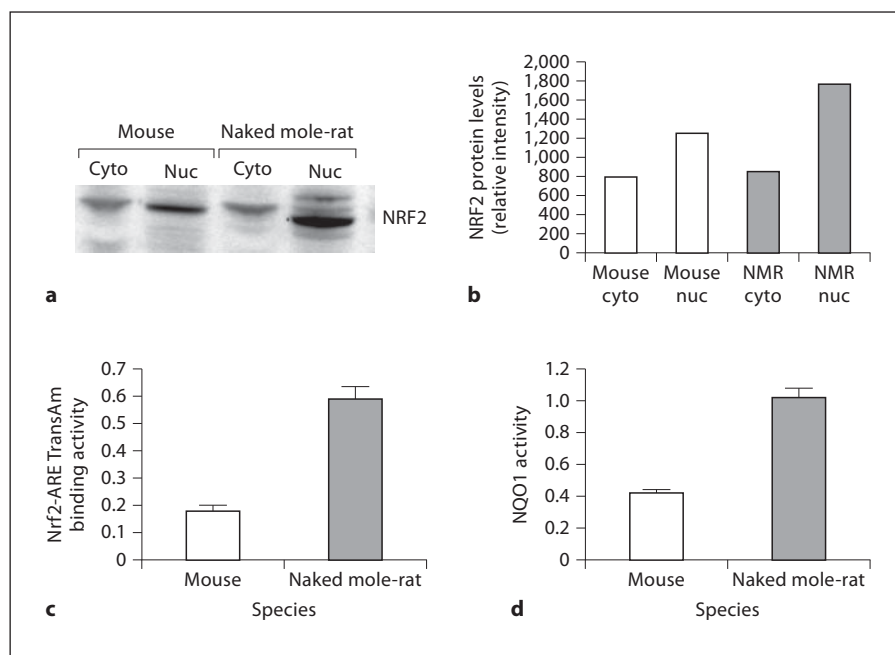 Mouse Naked mole-rat
Cyto Nuc Cyto Nuc
NRF2
a
NRF2 protein levels
(relative intensity)
2,000
1,800
1,600
1,400
1,200
1,000
800
600
400
200
0
Mouse
cyto
Mouse
nuc
NMR
cyto
NMR
nuc
b
Nrf2-ARE TransAm
binding activity
0.7
0.6
0.5
0.4
0.3
0.2
0.1
0
Mouse Naked mole-rat
Species
c
NQO1 activity
1.2
1.0
0.8
0.6
0.4
0.2
0
Mouse Naked mole-rat
Species
d